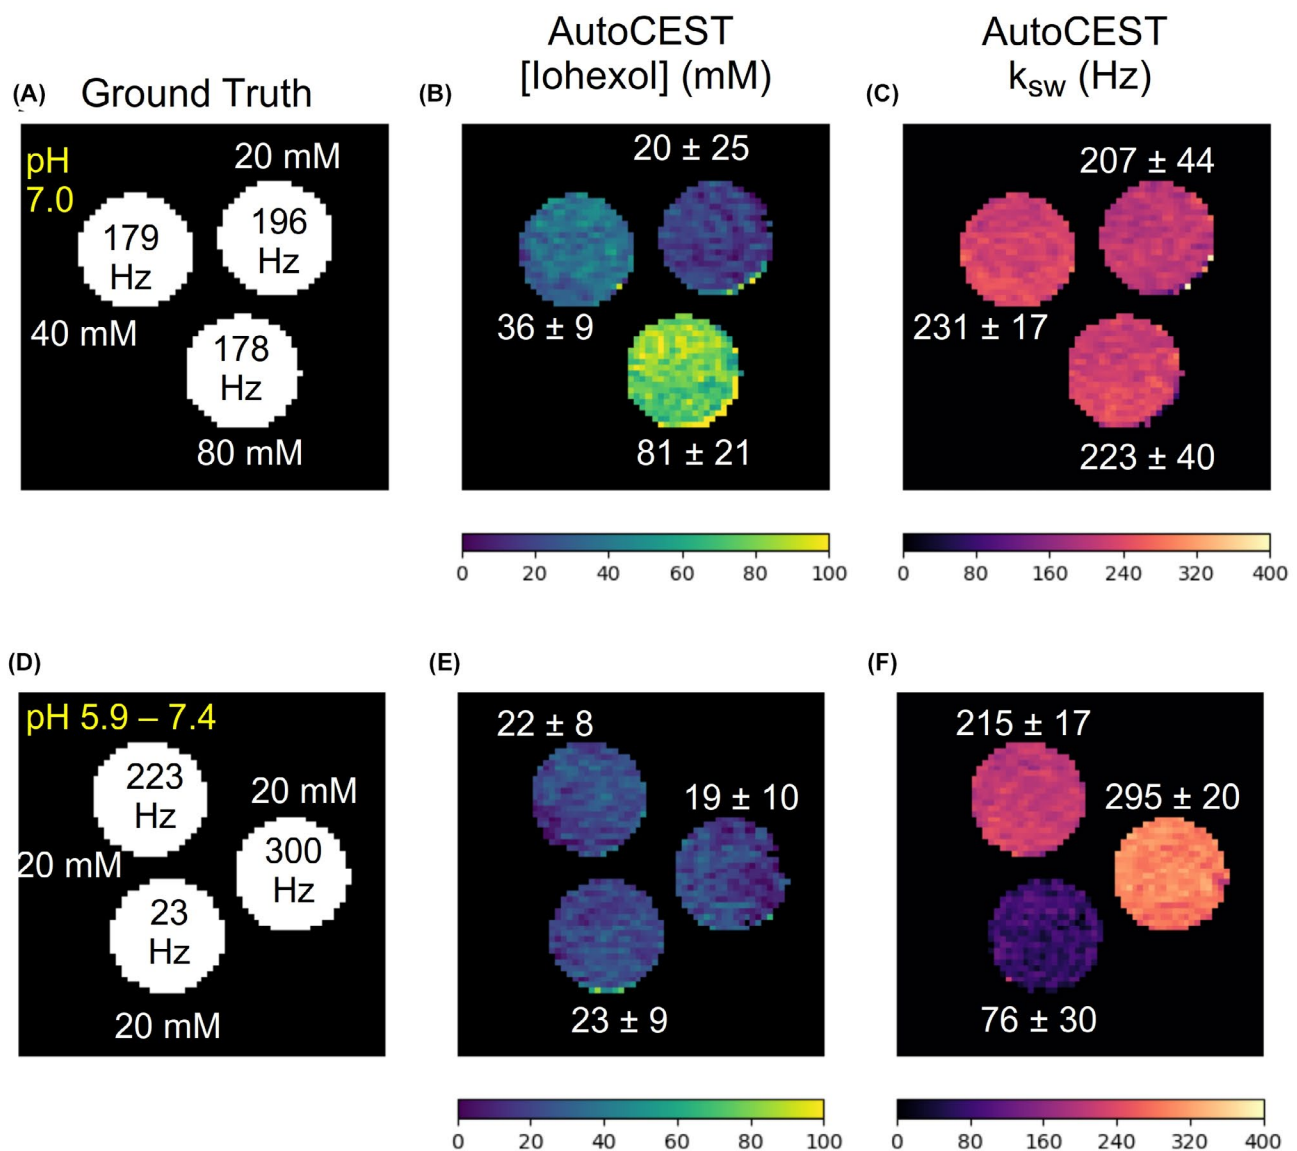 (A) Ground Truth
(B) AutoCEST
[Iohexol] (mM)
(C) AutoCEST
ksw (Hz)
pH
7.0
20 mM
179
Hz
196
Hz
40 mM
178
Hz
80 mM
20 ± 25
36 ± 9
81 ± 21
207 ± 44
231 ± 17
223 ± 40
0 20 40 60 80 100
0 80 160 240 320 400
(D)
(E)
(F)
pH 5.9 – 7.4
223
Hz
20 mM
300
Hz
20 mM
23
Hz
20 mM
22 ± 8
19 ± 10
23 ± 9
215 ± 17
295 ± 20
76 ± 30
0 20 40 60 80 100
0 80 160 240 320 400